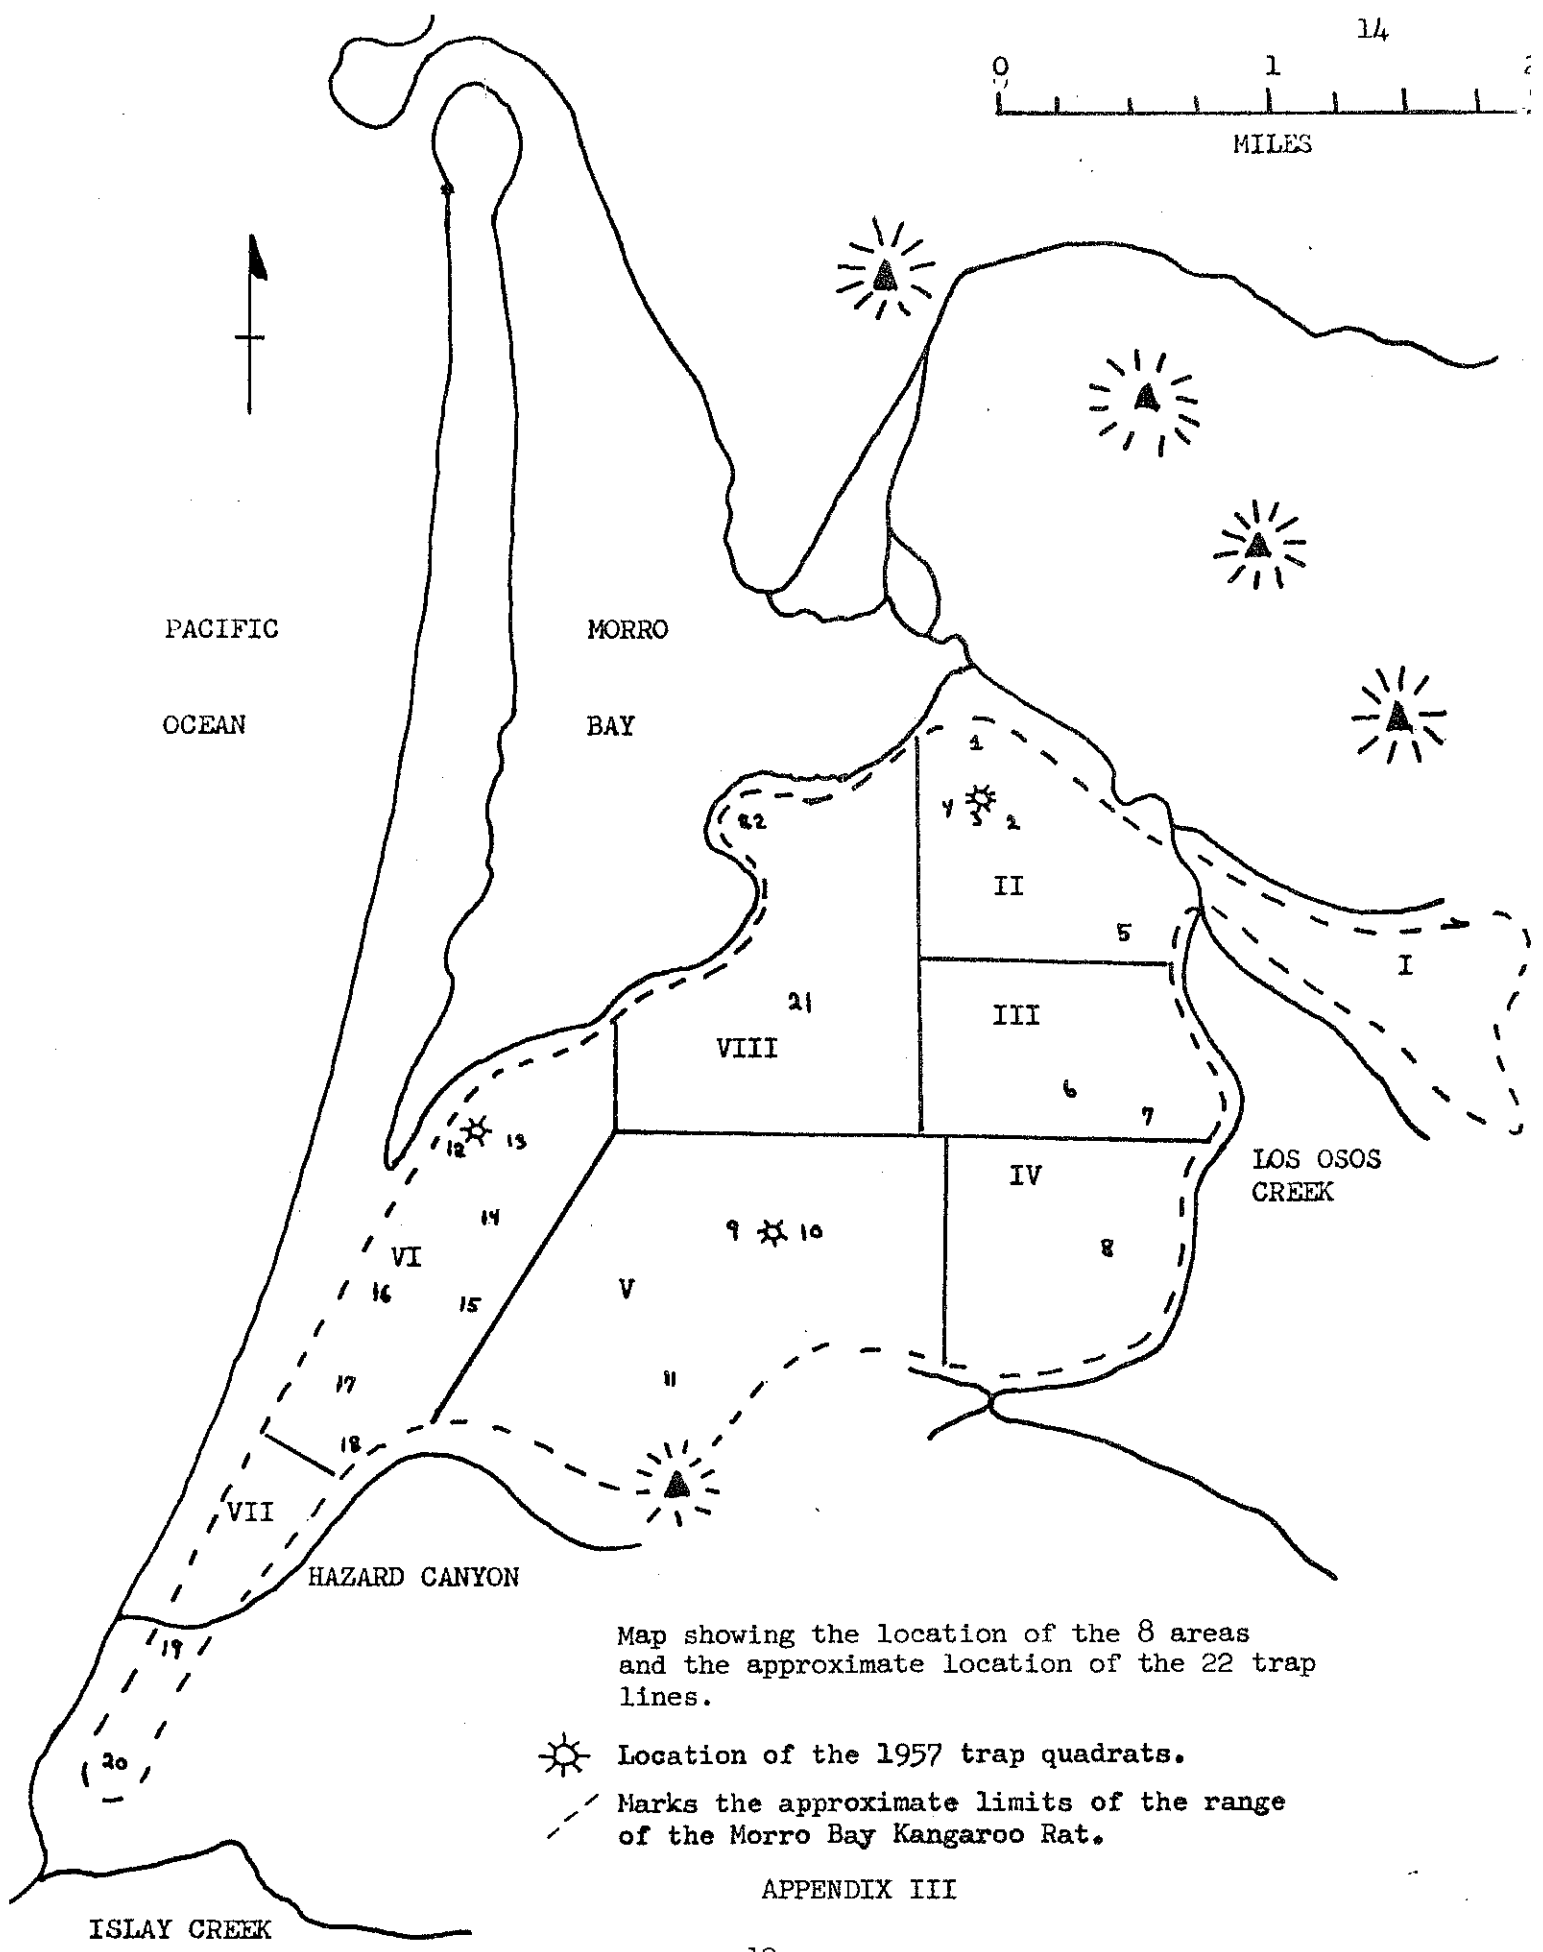 14
0 1
MILES
PACIFIC
OCEAN
MORRO
BAY
1
4 3 2
22
II
5
I
21
III
VIII
6
7
12 13
IV
LOS OSOS
CREEK
14
9 10
8
VI
V
16
15
11
17
18
VII
HAZARD CANYON
19
20
Map showing the location of the 8 areas
and the approximate location of the 22 trap
lines.
Location of the 1957 trap quadrats.
Marks the approximate limits of the range
of the Morro Bay Kangaroo Rat.
APPENDIX III
ISLAY CREEK